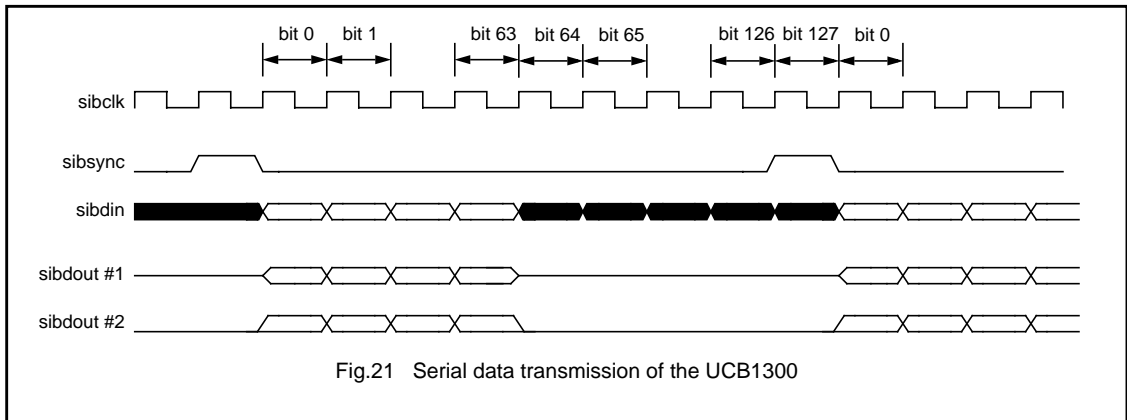 bit 0 bit 1 bit 63 bit 64 bit 65 bit 126 bit 127 bit 0
sibclk
sibsync
sibdin
sibdout #1
sibdout #2
Fig.21 Serial data transmission of the UCB1300